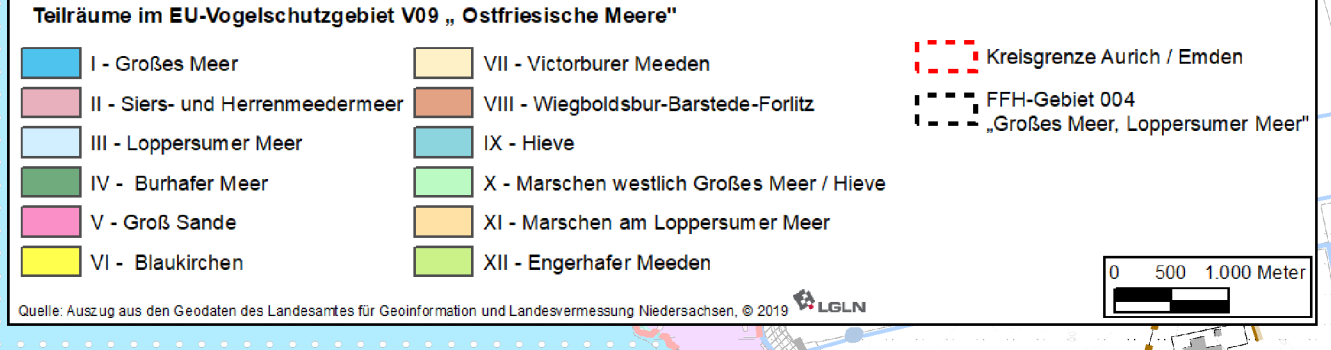 Teilräume im EU-Vogelschutzgebiet V09 „ Ostfriesische Meere"
I - Großes Meer
II - Siers- und Herrenmeedermeer
III - Loppersumer Meer
IV - Burhafer Meer
V - Groß Sande
VI - Blaukirchen
VII - Victorburer Meeden
VIII - Wiegboldsbur-Barstede-Forlitz
IX - Hieve
X - Marschen westlich Großes Meer / Hieve
XI - Marschen am Loppersumer Meer
XII - Engerhafer Meeden
Kreisgrenze Aurich / Emden
FFH-Gebiet 004
„Großes Meer, Loppersumer Meer"
0 500 1.000 Meter
Quelle: Auszug aus den Geodaten des Landesamtes für Geoinformation und Landesvermessung Niedersachsen, © 2019 LGLN